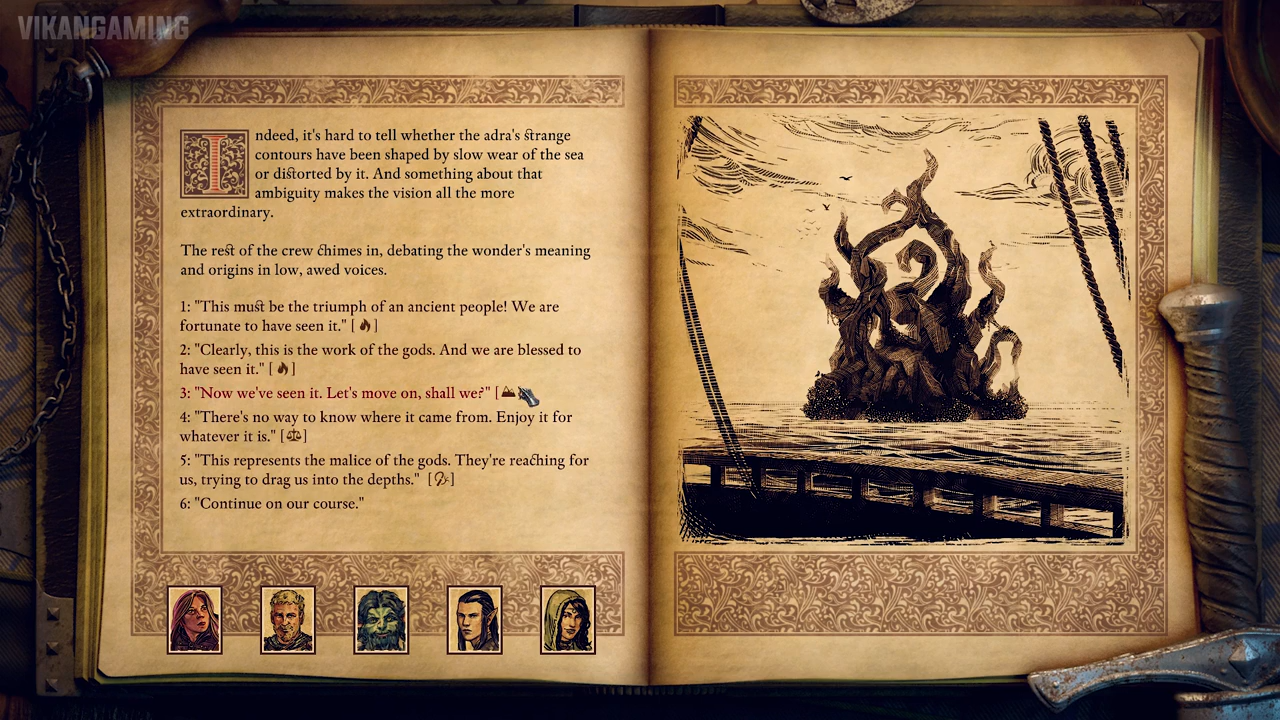 VIKANGAMING
Indeed, it's hard to tell whether the adra's strange
contours have been shaped by slow wear of the sea
or distorted by it. And something about that
ambiguity makes the vision all the more
extraordinary.
The rest of the crew chimes in, debating the wonder's meaning
and origins in low, awed voices.
1: "This must be the triumph of an ancient people! We are
fortunate to have seen it." [ ]
2: "Clearly, this is the work of the gods. And we are blessed to
have seen it." [ ]
3: "Now we've seen it. Let's move on, shall we?" [
4: "There's no way to know where it came from. Enjoy it for
whatever it is." [ ]
5: "This represents the malice of the gods. They're reaching for
us, trying to drag us into the depths." [ ]
6: "Continue on our course."